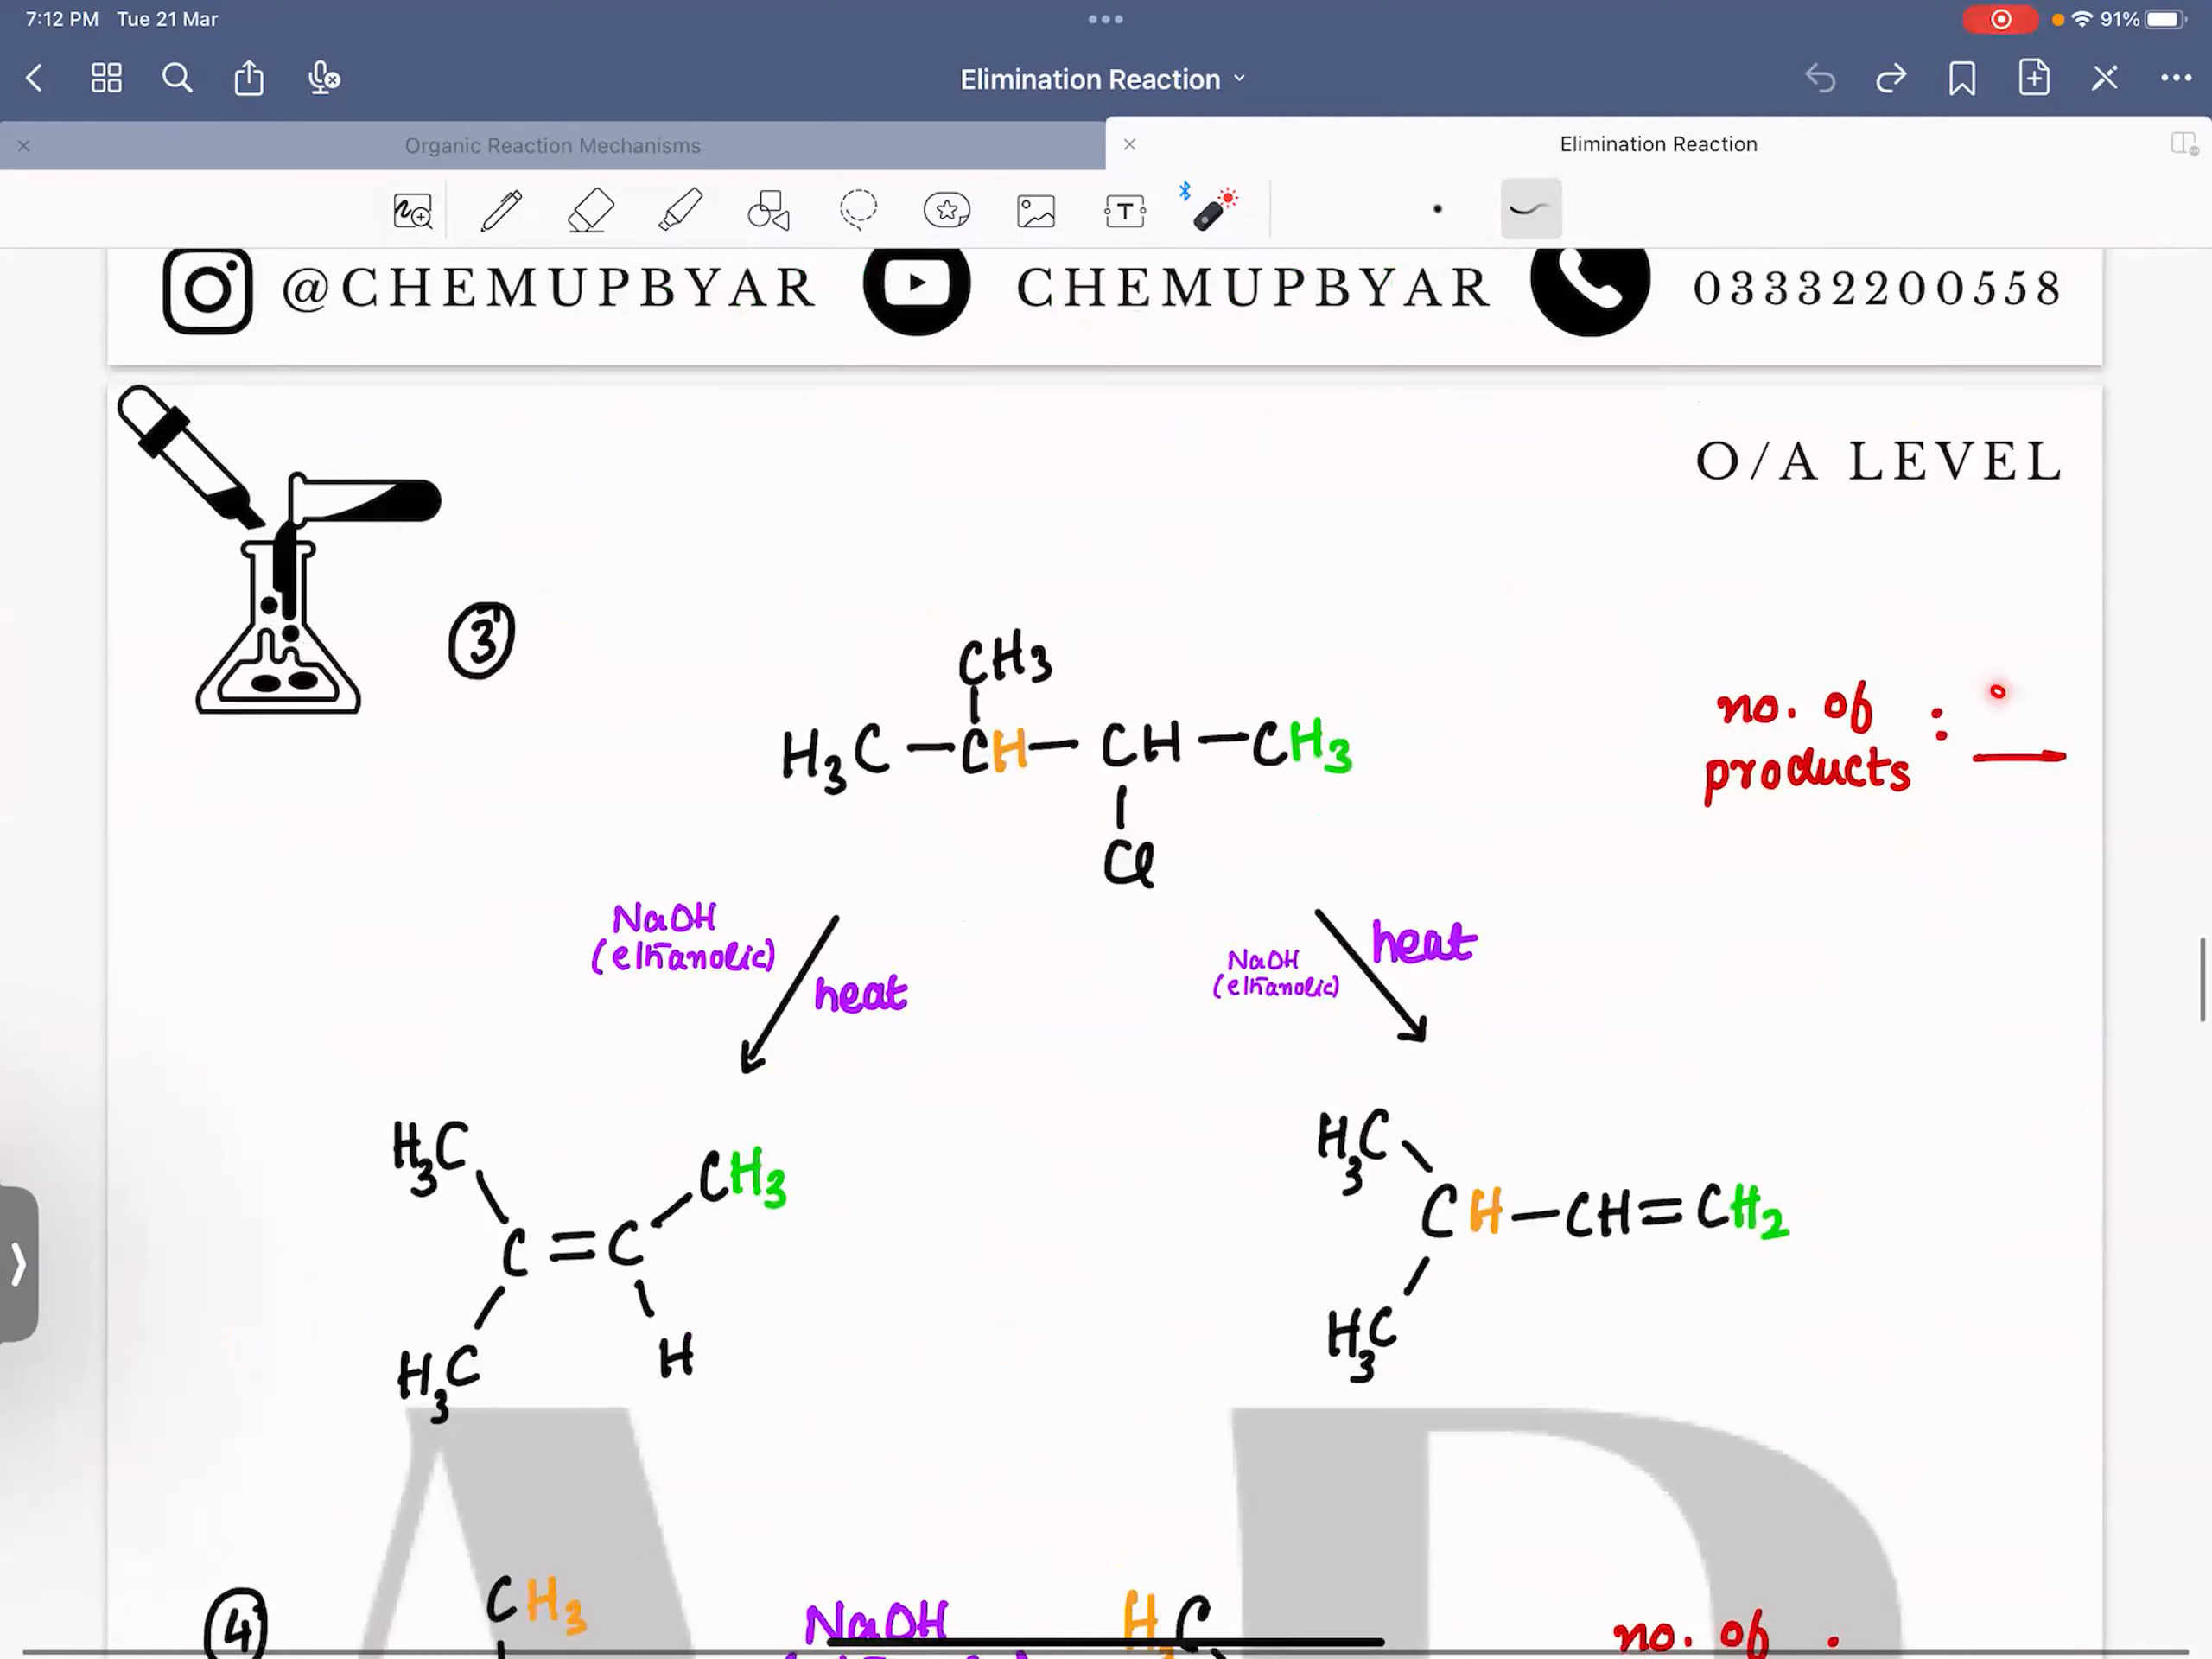 7:12 PM Tue 21 Mar
91%
Elimination Reaction
Organic Reaction Mechanisms
Elimination Reaction
T
@CHEMUPBYAR CHEMUPBYAR 03332200558
O/A LEVEL
3
CH3
H3C-CH-CH-CH3
Cl
no. of
products :
NaOH
(ethanolic)
heat
NaOH
(ethanolic)
heat
H3C
CH3
C=C
H3C
H
H3C
CH-CH=CH2
H3C
4
CH3
NaOH
no. of :